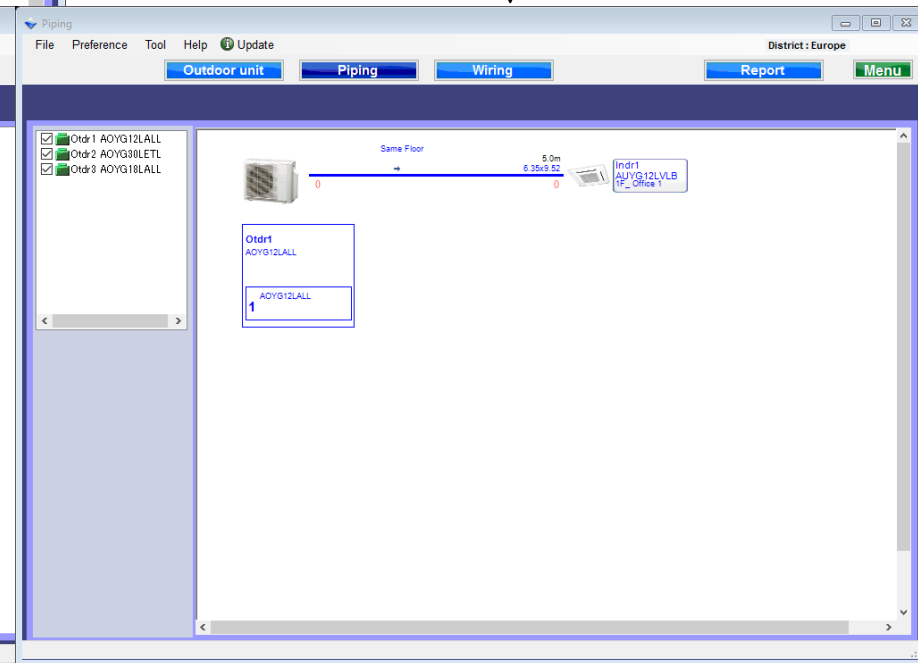 Piping
File Preference Tool Help Update
District : Europe
Outdoor unit Piping Wiring Report Menu
Otdr1 AOYG12LALL
Otdr2 AOYG30LETL
Otdr3 AOYG18LALL
Same Floor
→
5.0m
6.35x9.52
0
0
Indr1
AUYG12LVLB
1F_ Office 1
Otdr1
AOYG12LALL
AOYG12LALL
1